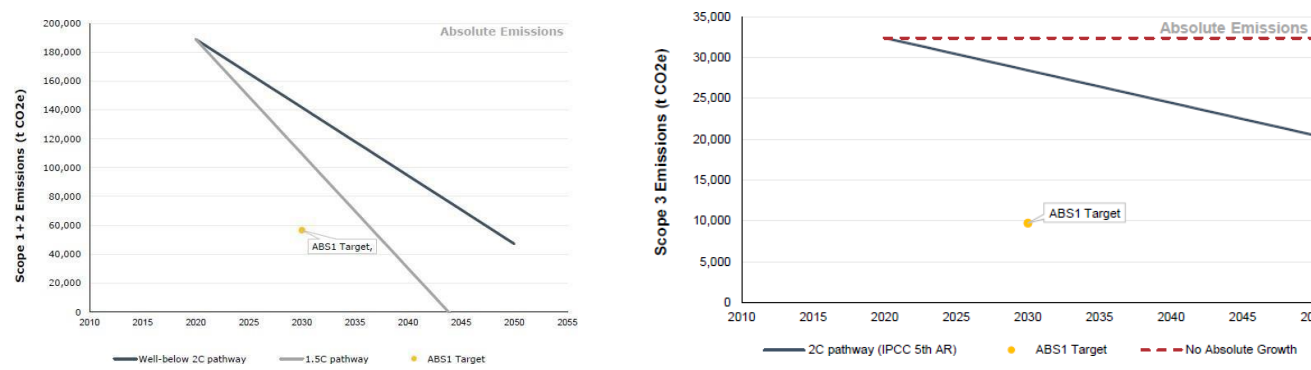 Absolute Emissions
Scope 1+2 Emissions (t CO2e)
200,000
180,000
160,000
140,000
120,000
100,000
80,000
60,000
40,000
20,000
0
2010 2015 2020 2025 2030 2035 2040 2045 2050 2055
ABS1 Target,
Well-below 2C pathway 1.5C pathway ABS1 Target
Absolute Emissions
Scope 3 Emissions (t CO2e)
35,000
30,000
25,000
20,000
15,000
10,000
5,000
0
2010 2015 2020 2025 2030 2035 2040 2045 20
ABS1 Target
2C pathway (IPCC 5th AR) ABS1 Target No Absolute Growth